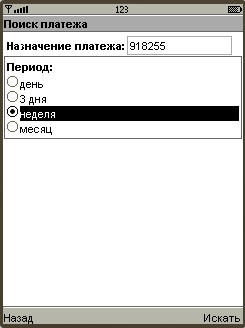 123
Поиск платежа
Назначение платежа: 918255
Период:
день
3 дня
неделя
месяц
Назад Искать